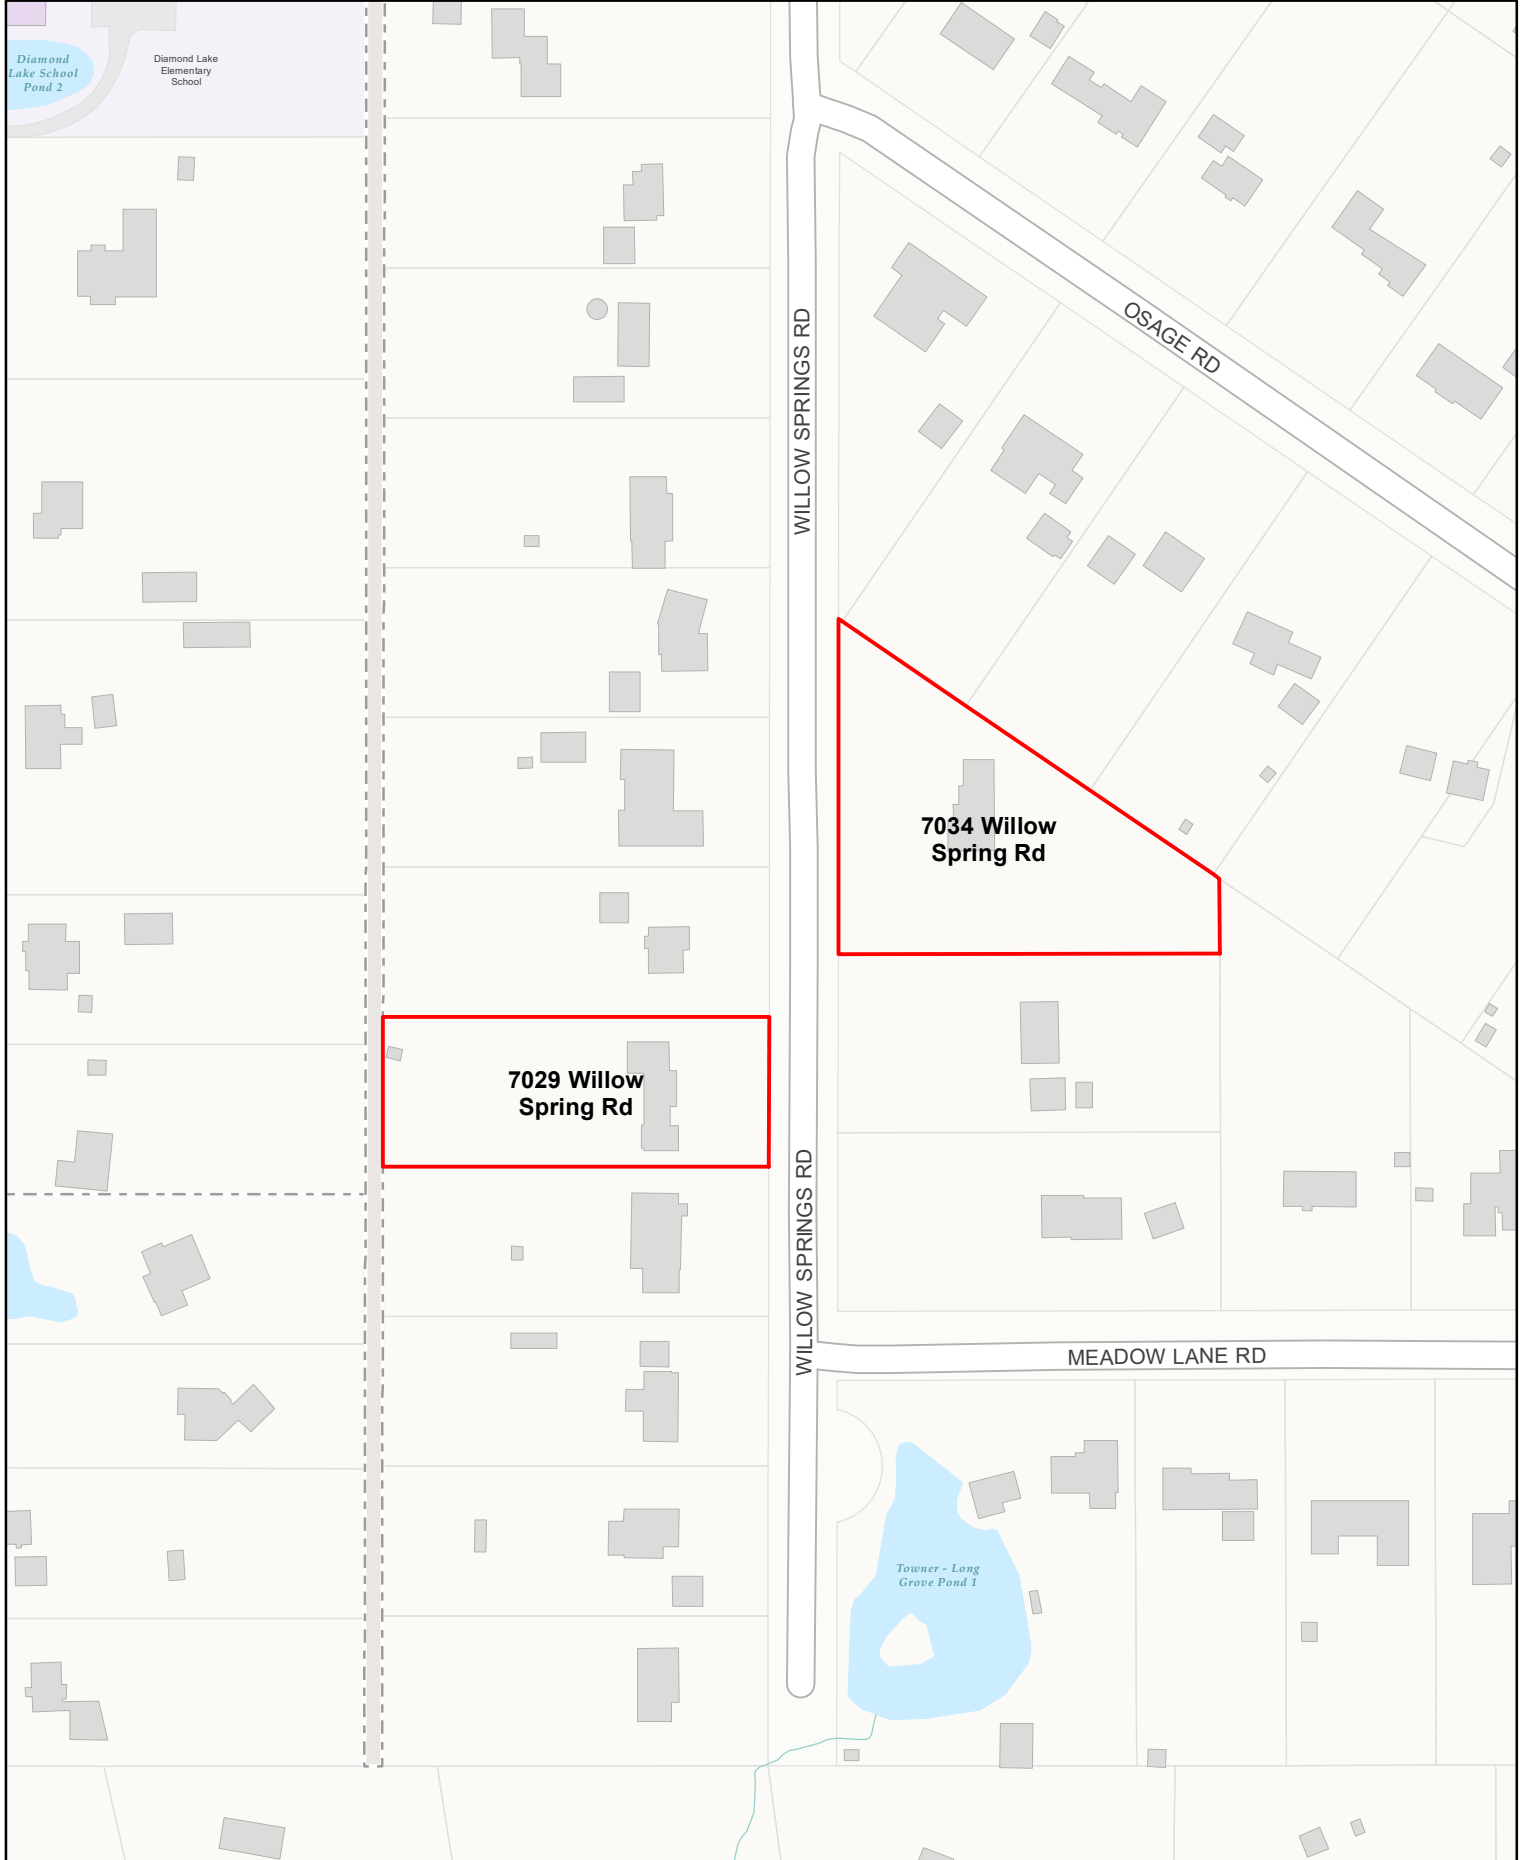 Diamond
Lake School
Pond 2
Diamond Lake
Elementary
School
WILLOW SPRINGS RD
OSAGE RD
7034 Willow
Spring Rd
7029 Willow
Spring Rd
WILLOW SPRINGS RD
MEADOW LANE RD
Towner - Long
Grove Pond 1